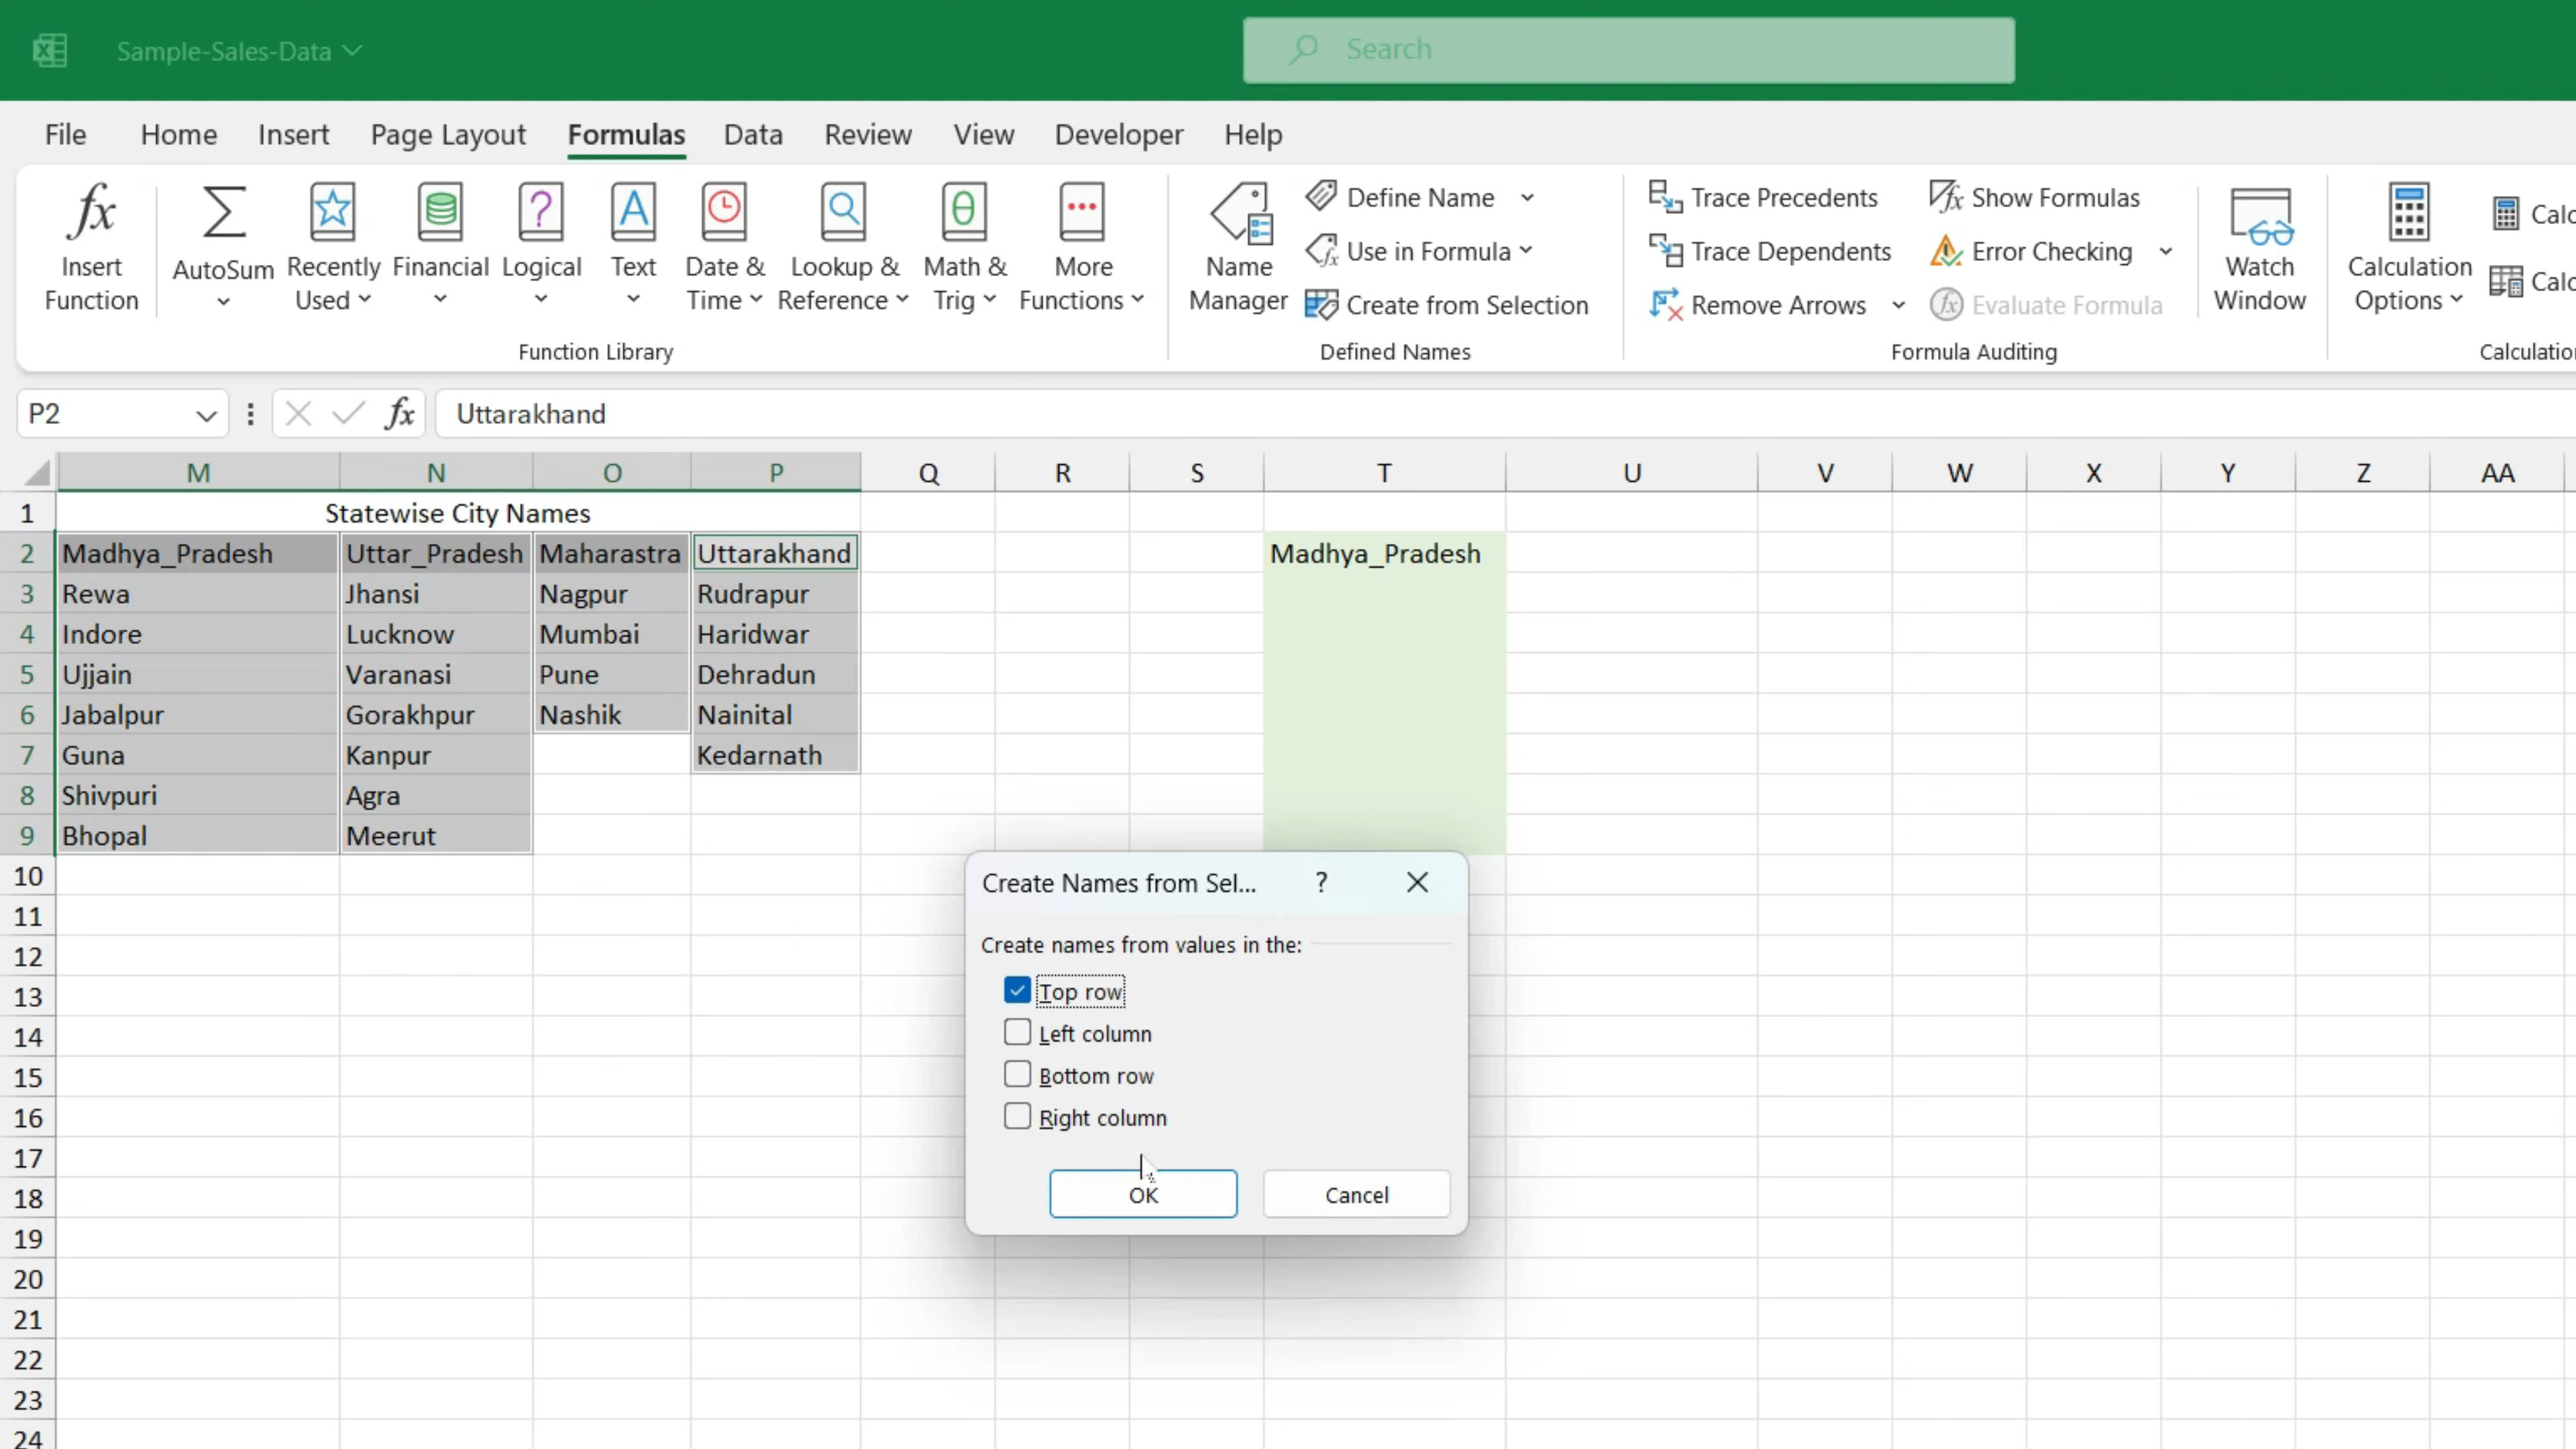 Sample-Sales-Data
Search
File Home Insert Page Layout Formulas Data Review View Developer Help
Insert Function
AutoSum
Recently Used
Financial
Logical
Text
Date & Time
Lookup & Reference
Math & Trig
More Functions
Function Library
Name Manager
Define Name
Use in Formula
Create from Selection
Defined Names
Trace Precedents
Trace Dependents
Remove Arrows
Show Formulas
Error Checking
Evaluate Formula
Formula Auditing
Watch Window
Calculation Options
Calc
Calc
Calculatio
P2 fx Uttarakhand
M N O P Q R S T U V W X Y Z AA
1 Statewise City Names
2 Madhya_Pradesh Uttar_Pradesh Maharastra Uttarakhand Madhya_Pradesh
3 Rewa Jhansi Nagpur Rudrapur
4 Indore Lucknow Mumbai Haridwar
5 Ujjain Varanasi Pune Dehradun
6 Jabalpur Gorakhpur Nashik Nainital
7 Guna Kanpur Kedarnath
8 Shivpuri Agra
9 Bhopal Meerut
10
11
12
13
14
15
16
17
18
19
20
21
22
23
24
Create Names from Sel... ?
Create names from values in the:
Top row
Left column
Bottom row
Right column
OK Cancel